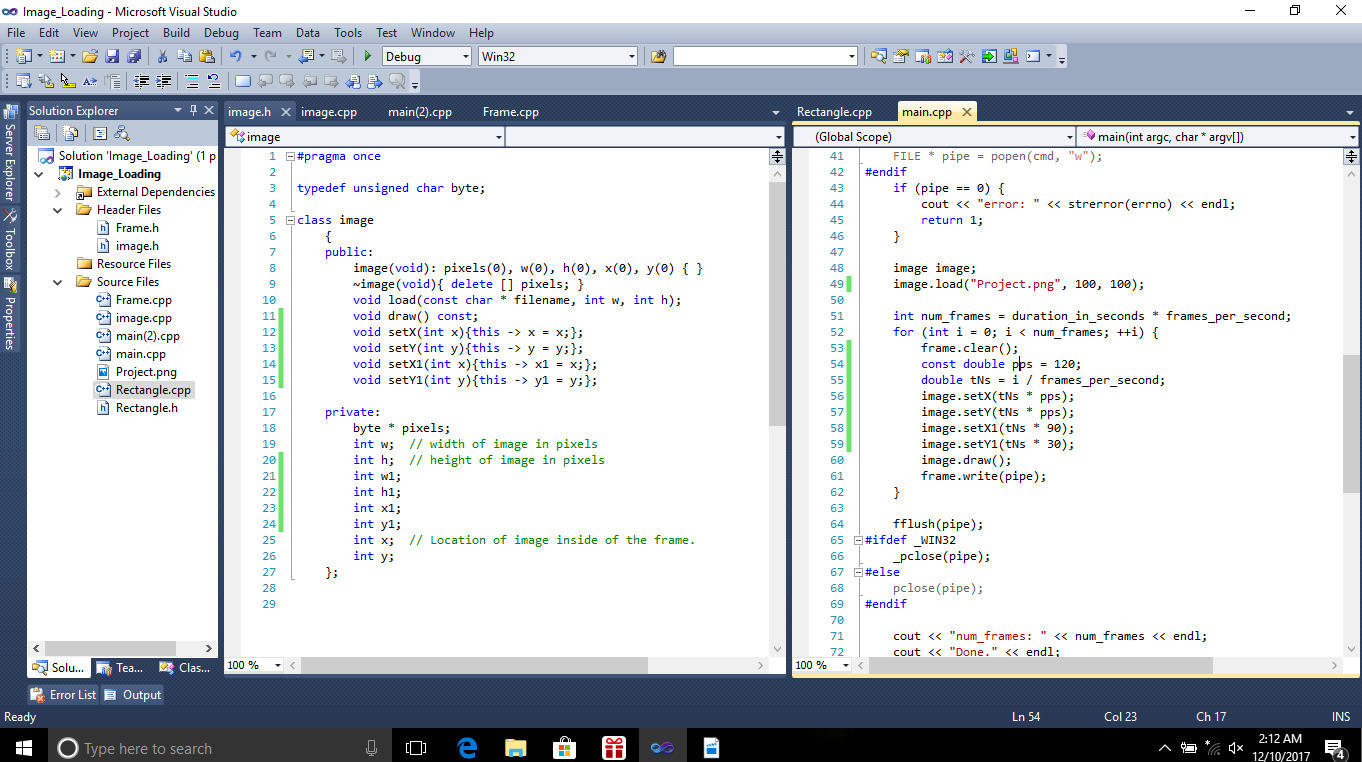 Image_Loading - Microsoft Visual Studio
File Edit View Project Build Debug Team Data Tools Test Window Help
Debug Win32
Server Explorer
Toolbox
Properties
Solution Explorer
Solution 'Image_Loading' (1 p
Image_Loading
External Dependencies
Header Files
Frame.h
image.h
Resource Files
Source Files
Frame.cpp
image.cpp
main(2).cpp
main.cpp
Project.png
Rectangle.cpp
Rectangle.h
Solu... Tea... Clas...
image.h image.cpp main(2).cpp Frame.cpp
image
1 #pragma once
2
3 typedef unsigned char byte;
4
5 class image
6 {
7 public:
8 image(void): pixels(0), w(0), h(0), x(0), y(0) { }
9 ~image(void){ delete [] pixels; }
10 void load(const char * filename, int w, int h);
11 void draw() const;
12 void setX(int x){this -> x = x;};
13 void setY(int y){this -> y = y;};
14 void setX1(int x){this -> x1 = x;};
15 void setY1(int y){this -> y1 = y;};
16
17 private:
18 byte * pixels;
19 int w; // width of image in pixels
20 int h; // height of image in pixels
21 int w1;
22 int h1;
23 int x1;
24 int y1;
25 int x; // Location of image inside of the frame.
26 int y;
27 };
28
29
100 %
Rectangle.cpp main.cpp
(Global Scope) main(int argc, char * argv[])
41 FILE * pipe = popen(cmd, "w");
42 #endif
43 if (pipe == 0) {
44 cout << "error: " << strerror(errno) << endl;
45 return 1;
46 }
47
48 image image;
49 image.load("Project.png", 100, 100);
50
51 int num_frames = duration_in_seconds * frames_per_second;
52 for (int i = 0; i < num_frames; ++i) {
53 frame.clear();
54 const double pps = 120;
55 double tNs = i / frames_per_second;
56 image.setX(tNs * pps);
57 image.setY(tNs * pps);
58 image.setX1(tNs * 90);
59 image.setY1(tNs * 30);
60 image.draw();
61 frame.write(pipe);
62 }
63
64 fflush(pipe);
65 #ifdef _WIN32
66 _pclose(pipe);
67 #else
68 pclose(pipe);
69 #endif
70
71 cout << "num_frames: " << num_frames << endl;
72 cout << "Done." << endl;
100 %
Error List Output
Ready Ln 54 Col 23 Ch 17 INS
Type here to search
2:12 AM
12/10/2017
4